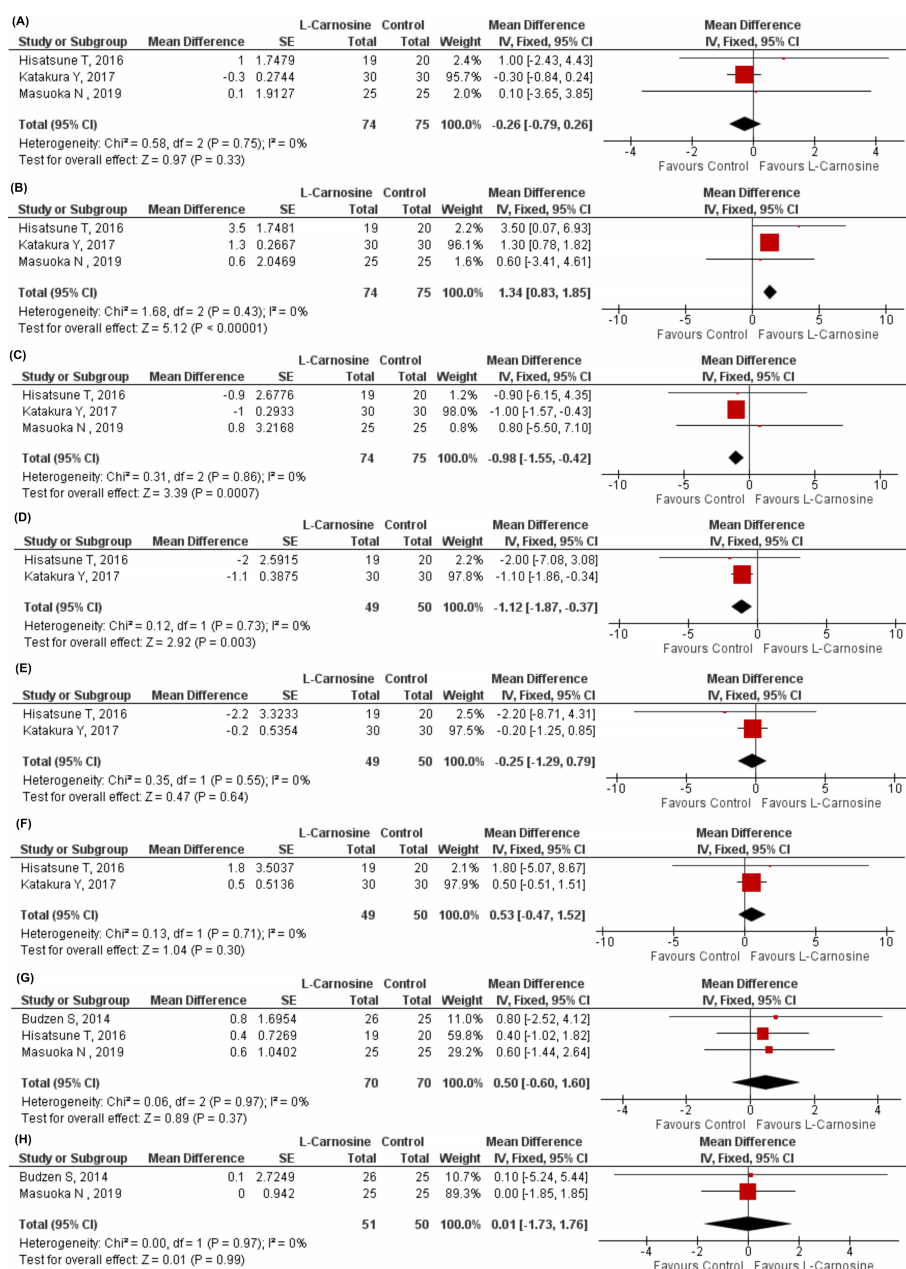 (A)
L-Carnosine Control Mean Difference Mean Difference
Study or Subgroup Mean Difference SE Total Total Weight IV, Fixed, 95% CI IV, Fixed, 95% CI
Hisatsune T, 2016 1 1.7479 19 20 2.4% 1.00 [-2.43, 4.43]
Katakura Y, 2017 -0.3 0.2744 30 30 95.7% -0.30 [-0.84, 0.24]
Masuoka N , 2019 0.1 1.9127 25 25 2.0% 0.10 [-3.65, 3.85]
Total (95% CI) 74 75 100.0% -0.26 [-0.79, 0.26]
Heterogeneity: Chi² = 0.58, df = 2 (P = 0.75); I² = 0%
Test for overall effect: Z = 0.97 (P = 0.33)
-4 -2 0 2 4
Favours Control Favours L-Carnosine
(B)
L-Carnosine Control Mean Difference Mean Difference
Study or Subgroup Mean Difference SE Total Total Weight IV, Fixed, 95% CI IV, Fixed, 95% CI
Hisatsune T, 2016 3.5 1.7481 19 20 2.2% 3.50 [0.07, 6.93]
Katakura Y, 2017 1.3 0.2667 30 30 96.1% 1.30 [0.78, 1.82]
Masuoka N , 2019 0.6 2.0469 25 25 1.6% 0.60 [-3.41, 4.61]
Total (95% CI) 74 75 100.0% 1.34 [0.83, 1.85]
Heterogeneity: Chi² = 1.68, df = 2 (P = 0.43); I² = 0%
Test for overall effect: Z = 5.12 (P < 0.00001)
-10 -5 0 5 10
Favours Control Favours L-Carnosine
(C)
L-Carnosine Control Mean Difference Mean Difference
Study or Subgroup Mean Difference SE Total Total Weight IV, Fixed, 95% CI IV, Fixed, 95% CI
Hisatsune T, 2016 -0.9 2.6776 19 20 1.2% -0.90 [-6.15, 4.35]
Katakura Y, 2017 -1 0.2933 30 30 98.0% -1.00 [-1.57, -0.43]
Masuoka N , 2019 0.8 3.2168 25 25 0.8% 0.80 [-5.50, 7.10]
Total (95% CI) 74 75 100.0% -0.98 [-1.55, -0.42]
Heterogeneity: Chi² = 0.31, df = 2 (P = 0.86); I² = 0%
Test for overall effect: Z = 3.39 (P = 0.0007)
-10 -5 0 5 10
Favours Control Favours L-Carnosine
(D)
L-Carnosine Control Mean Difference Mean Difference
Study or Subgroup Mean Difference SE Total Total Weight IV, Fixed, 95% CI IV, Fixed, 95% CI
Hisatsune T, 2016 -2 2.5915 19 20 2.2% -2.00 [-7.08, 3.08]
Katakura Y, 2017 -1.1 0.3875 30 30 97.8% -1.10 [-1.86, -0.34]
Total (95% CI) 49 50 100.0% -1.12 [-1.87, -0.37]
Heterogeneity: Chi² = 0.12, df = 1 (P = 0.73); I² = 0%
Test for overall effect: Z = 2.92 (P = 0.003)
-10 -5 0 5 10
Favours Control Favours L-Carnosine
(E)
L-Carnosine Control Mean Difference Mean Difference
Study or Subgroup Mean Difference SE Total Total Weight IV, Fixed, 95% CI IV, Fixed, 95% CI
Hisatsune T, 2016 -2.2 3.3233 19 20 2.5% -2.20 [-8.71, 4.31]
Katakura Y, 2017 -0.2 0.5354 30 30 97.5% -0.20 [-1.25, 0.85]
Total (95% CI) 49 50 100.0% -0.25 [-1.29, 0.79]
Heterogeneity: Chi² = 0.35, df = 1 (P = 0.55); I² = 0%
Test for overall effect: Z = 0.47 (P = 0.64)
-10 -5 0 5 10
Favours Control Favours L-Carnosine
(F)
L-Carnosine Control Mean Difference Mean Difference
Study or Subgroup Mean Difference SE Total Total Weight IV, Fixed, 95% CI IV, Fixed, 95% CI
Hisatsune T, 2016 1.8 3.5037 19 20 2.1% 1.80 [-5.07, 8.67]
Katakura Y, 2017 0.5 0.5136 30 30 97.9% 0.50 [-0.51, 1.51]
Total (95% CI) 49 50 100.0% 0.53 [-0.47, 1.52]
Heterogeneity: Chi² = 0.13, df = 1 (P = 0.71); I² = 0%
Test for overall effect: Z = 1.04 (P = 0.30)
-10 -5 0 5 10
Favours Control Favours L-Carnosine
(G)
L-Carnosine Control Mean Difference Mean Difference
Study or Subgroup Mean Difference SE Total Total Weight IV, Fixed, 95% CI IV, Fixed, 95% CI
Budzen S, 2014 0.8 1.6954 26 25 11.0% 0.80 [-2.52, 4.12]
Hisatsune T, 2016 0.4 0.7269 19 20 59.8% 0.40 [-1.02, 1.82]
Masuoka N , 2019 0.6 1.0402 25 25 29.2% 0.60 [-1.44, 2.64]
Total (95% CI) 70 70 100.0% 0.50 [-0.60, 1.60]
Heterogeneity: Chi² = 0.06, df = 2 (P = 0.97); I² = 0%
Test for overall effect: Z = 0.89 (P = 0.37)
-4 -2 0 2 4
Favours Control Favours L-Carnosine
(H)
L-Carnosine Control Mean Difference Mean Difference
Study or Subgroup Mean Difference SE Total Total Weight IV, Fixed, 95% CI IV, Fixed, 95% CI
Budzen S, 2014 0.1 2.7249 26 25 10.7% 0.10 [-5.24, 5.44]
Masuoka N , 2019 0 0.942 25 25 89.3% 0.00 [-1.85, 1.85]
Total (95% CI) 51 50 100.0% 0.01 [-1.73, 1.76]
Heterogeneity: Chi² = 0.00, df = 1 (P = 0.97); I² = 0%
Test for overall effect: Z = 0.01 (P = 0.99)
-4 -2 0 2 4
Favours Control Favours L-Carnosine